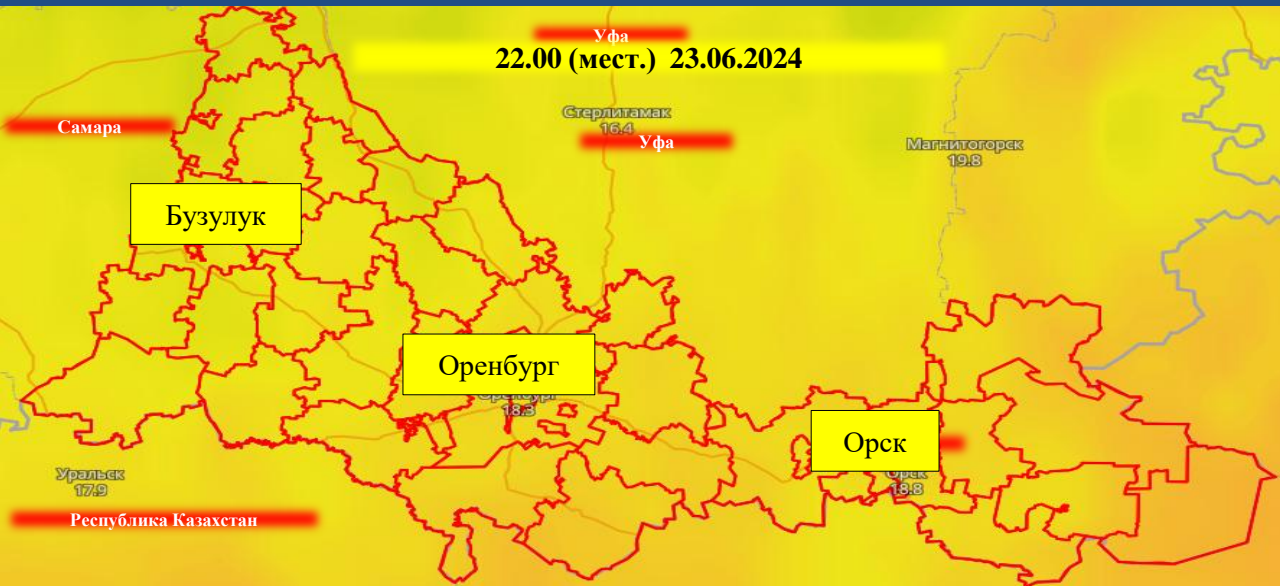 Уфа
22.00 (мест.) 23.06.2024
Стерлитамак
16.4
Самара
Уфа
Магнитогорск
19.8
Бузулук
Оренбург
Оренбург
18.3
Орск
Орск
18.8
Уральск
17.9
Республика Казахстан